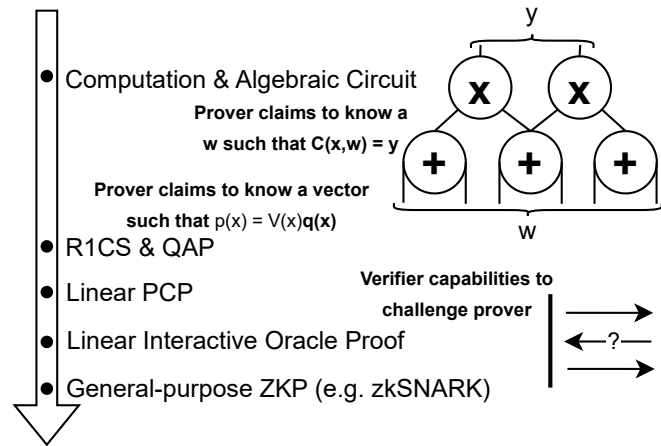 y
Computation & Algebraic Circuit
x x
Prover claims to know a
w such that C(x,w) = y
+ + +
Prover claims to know a vector
such that p(x) = V(x)q(x)
w
R1CS & QAP
Verifier capabilities to
challenge prover
Linear PCP
Linear Interactive Oracle Proof
?
General-purpose ZKP (e.g. zkSNARK)